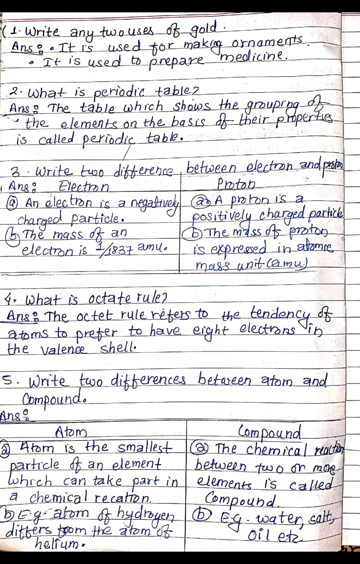 (1. Write any two uses of gold.
Ans: • It is used for making ornaments.
• It is used to prepare medicine.
2. What is periodic table?
Ans: The table which shows the grouping of
the elements on the basis of their properties
is called periodic table.
3. Write two difference between electron and proton
Ans: Electron Proton
(a) An electron is a negatively (a) A proton is a
charged particle. positively charged particle
(b) The mass of an (b) The mass of proton
electron is 1/1837 amu. is expressed in atomic
mass unit (amu)
4. What is octate rule?
Ans: The octet rule refers to the tendency of
atoms to prefer to have eight electrons in
the valence shell.
5. Write two differences between atom and
Compound.
Ans:
Atom Compound
(a) Atom is the smallest (a) The chemical reaction
particle of an element between two or more
which can take part in elements is called
a chemical recation. Compound.
(b) E.g. atom of hydrogen (b) E.g. water, salt,
differs from the atom of oil etc
helium.